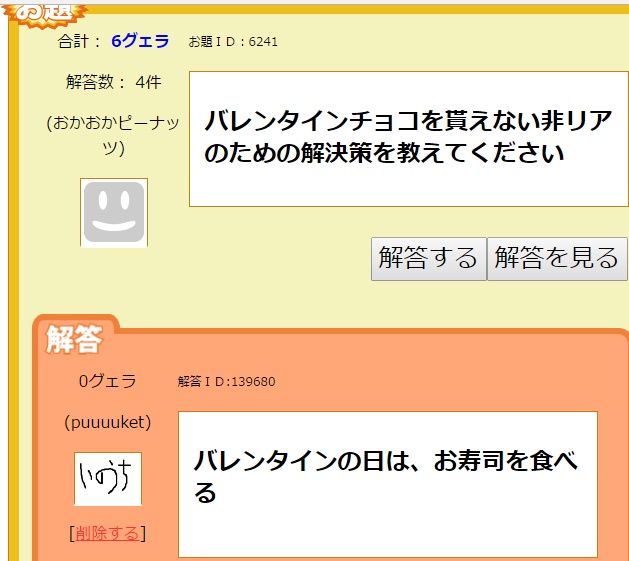 お題
合計： 6グェラ
お題ＩＤ：6241
解答数： 4件
(おかおかピーナッ
ツ)
バレンタインチョコを貰えない非リア
のための解決策を教えてください
解答する
解答を見る
解答
0グェラ
解答ＩＤ:139680
(puuuuket)
いのうち
[削除する]
バレンタインの日は、お寿司を食べ
る